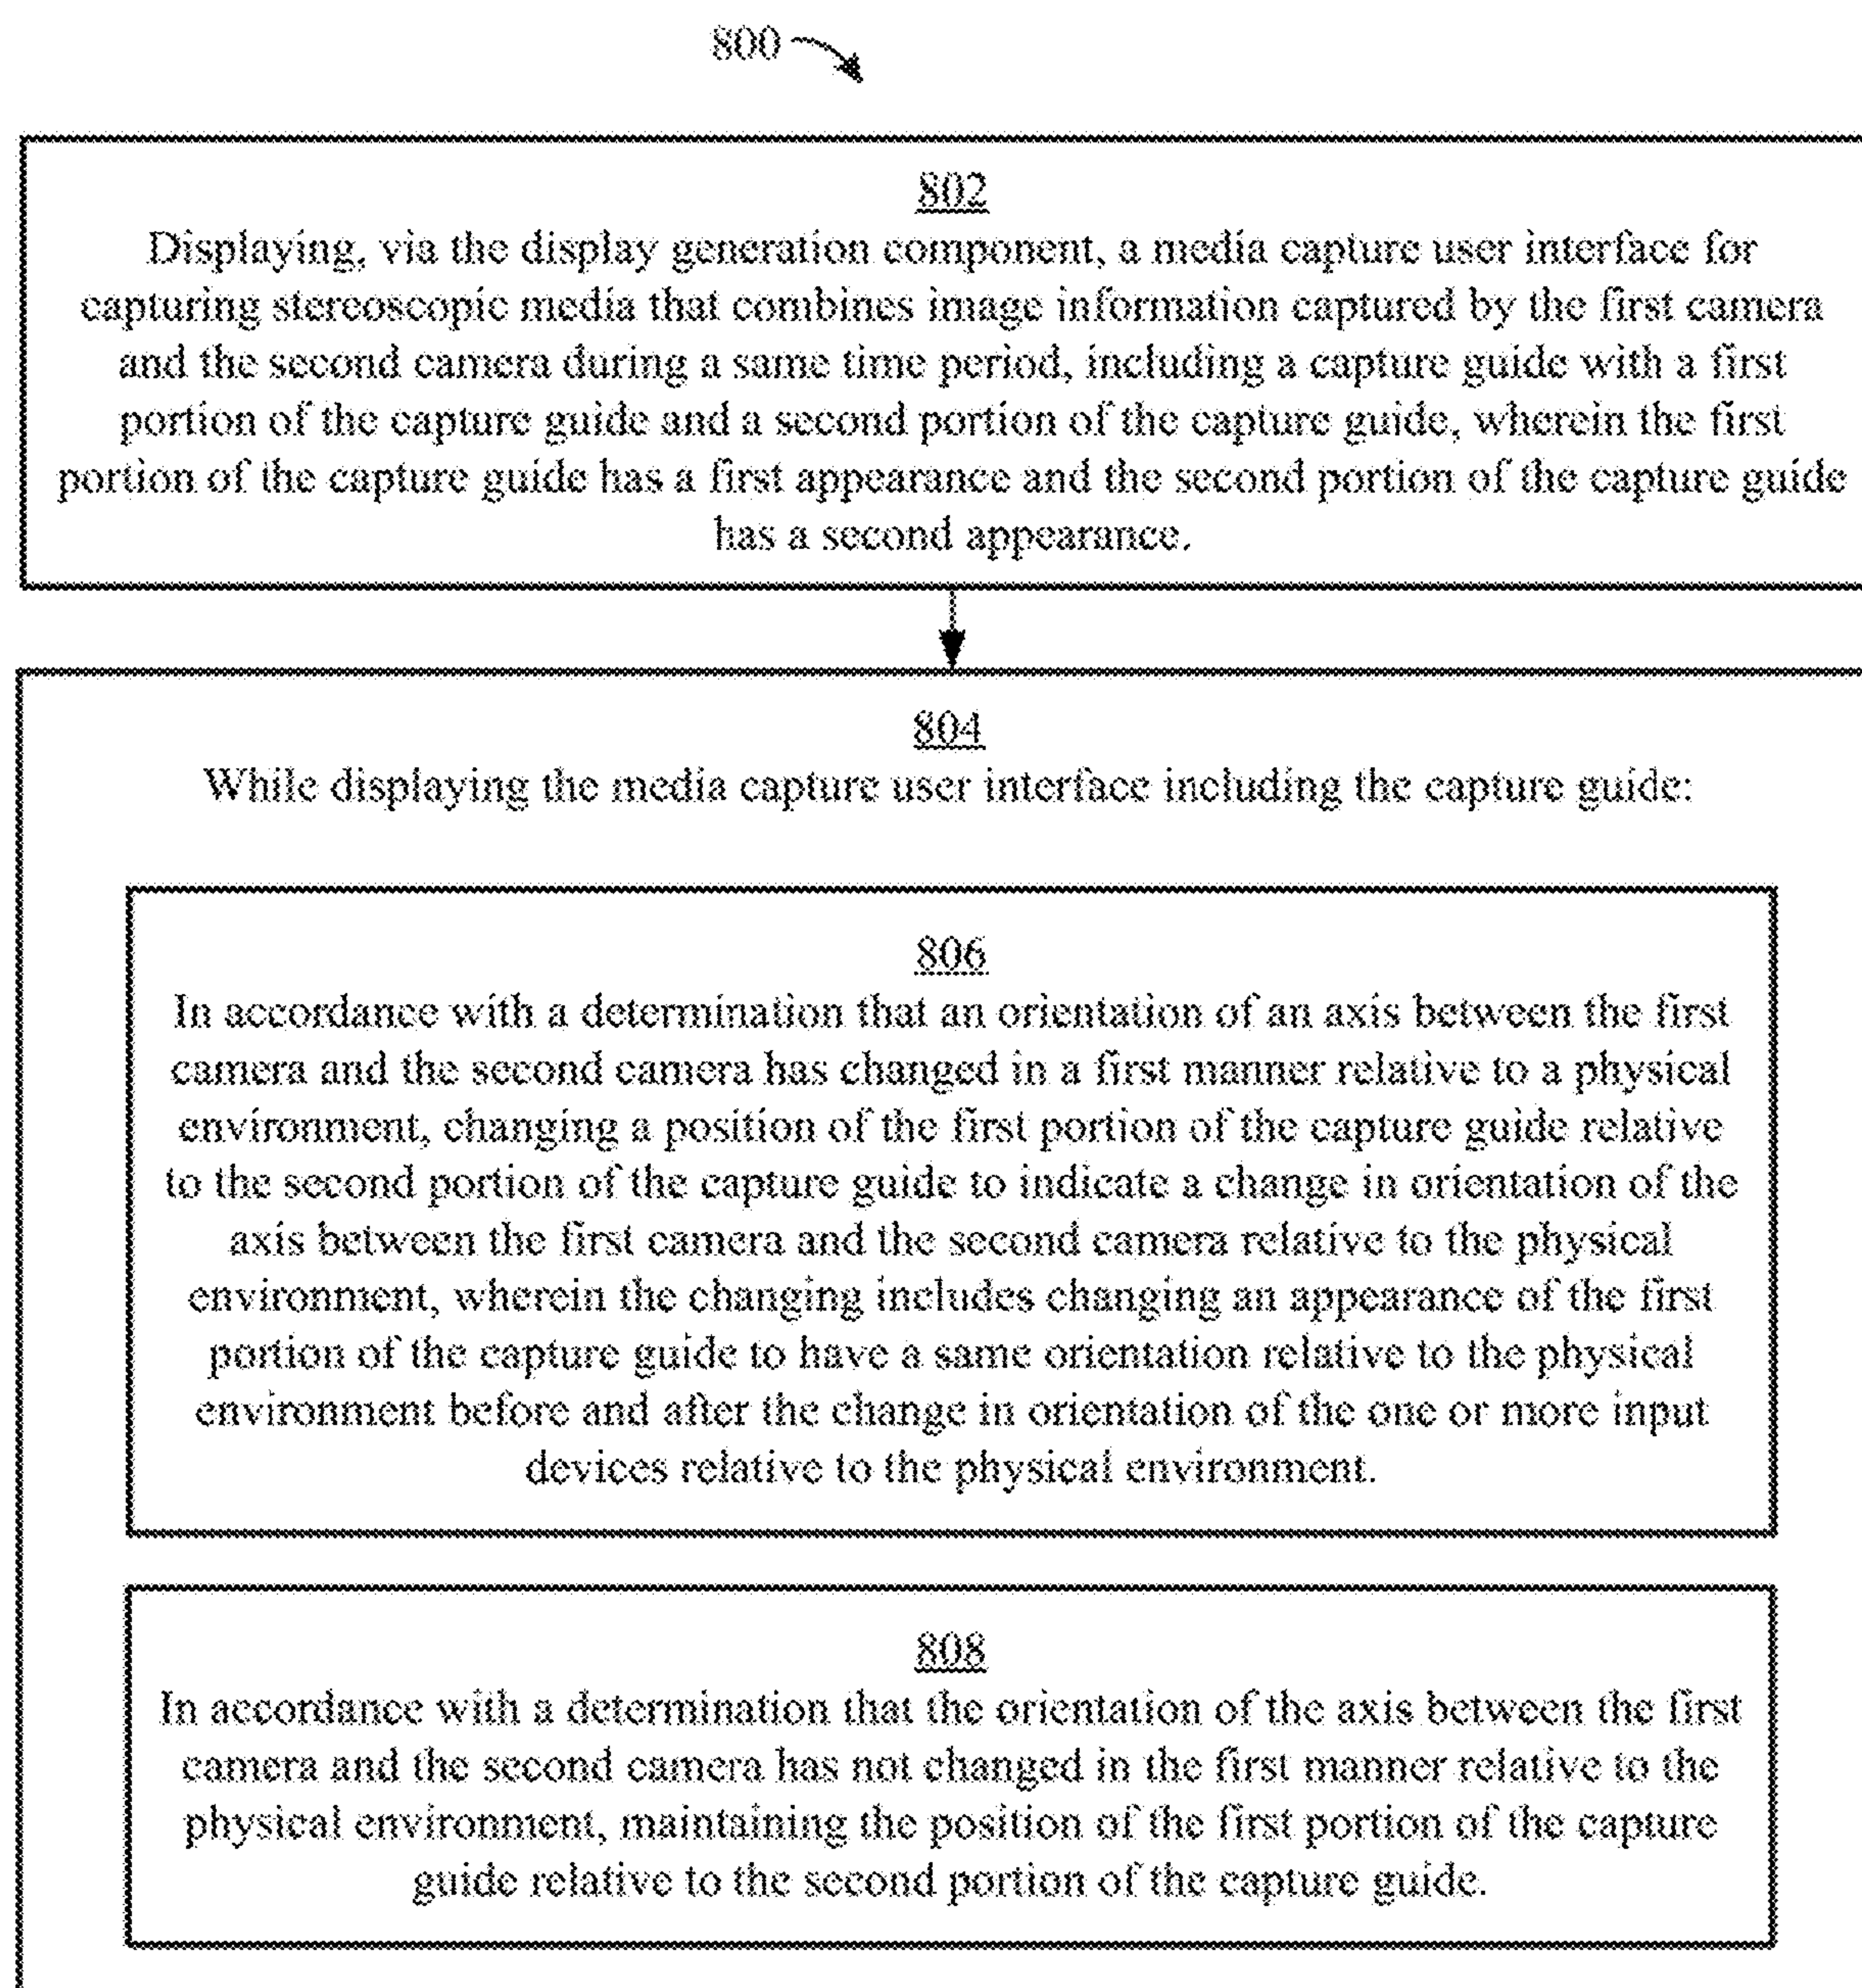 800
802
Displaying, via the display generation component, a media capture user interface for
capturing stereoscopic media that combines image information captured by the first camera
and the second camera during a same time period, including a capture guide with a first
portion of the capture guide and a second portion of the capture guide, wherein the first
portion of the capture guide has a first appearance and the second portion of the capture guide
has a second appearance.
804
While displaying the media capture user interface including the capture guide:
806
In accordance with a determination that an orientation of an axis between the first
camera and the second camera has changed in a first manner relative to a physical
environment, changing a position of the first portion of the capture guide relative
to the second portion of the capture guide to indicate a change in orientation of the
axis between the first camera and the second camera relative to the physical
environment, wherein the changing includes changing an appearance of the first
portion of the capture guide to have a same orientation relative to the physical
environment before and after the change in orientation of the one or more input
devices relative to the physical environment.
808
In accordance with a determination that the orientation of the axis between the first
camera and the second camera has not changed in the first manner relative to the
physical environment, maintaining the position of the first portion of the capture
guide relative to the second portion of the capture guide.